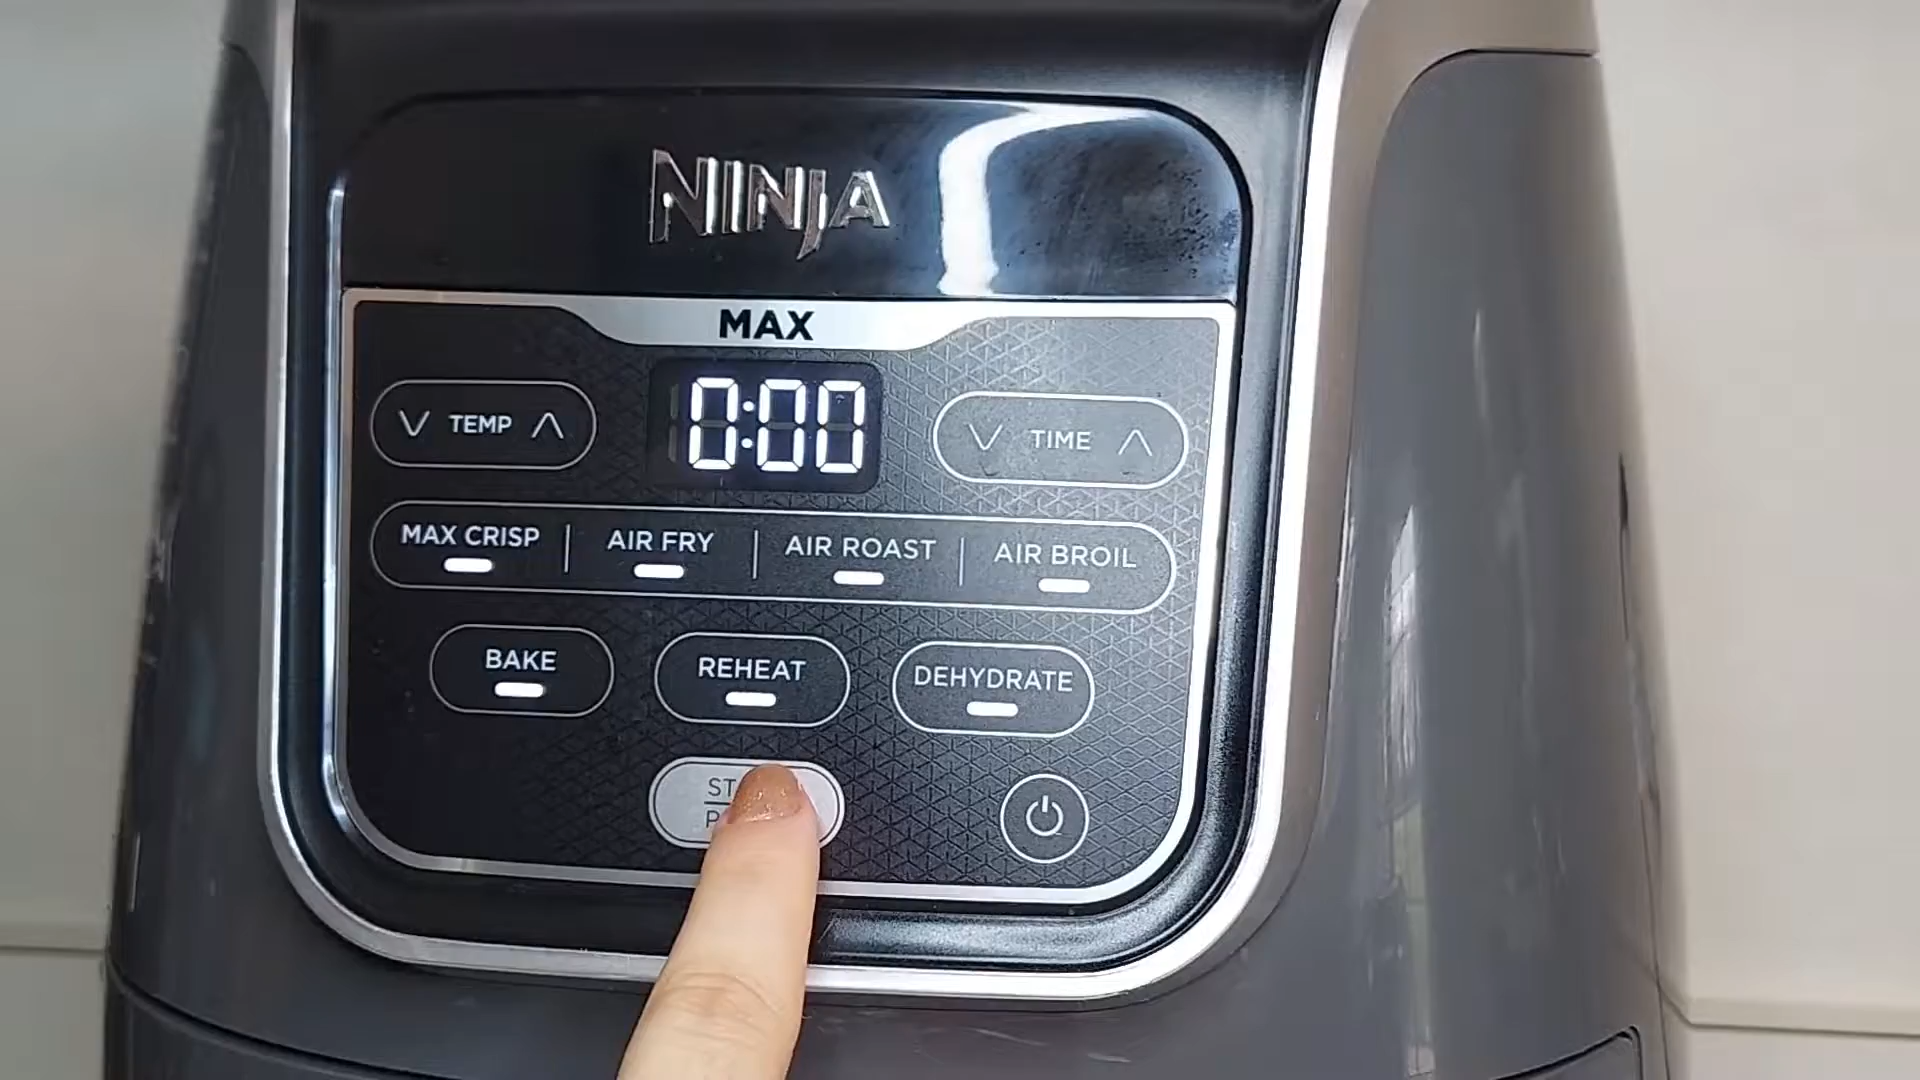 NINJA
MAX
TEMP
0:00
TIME
MAX CRISP
AIR FRY
AIR ROAST
AIR BROIL
BAKE
REHEAT
DEHYDRATE